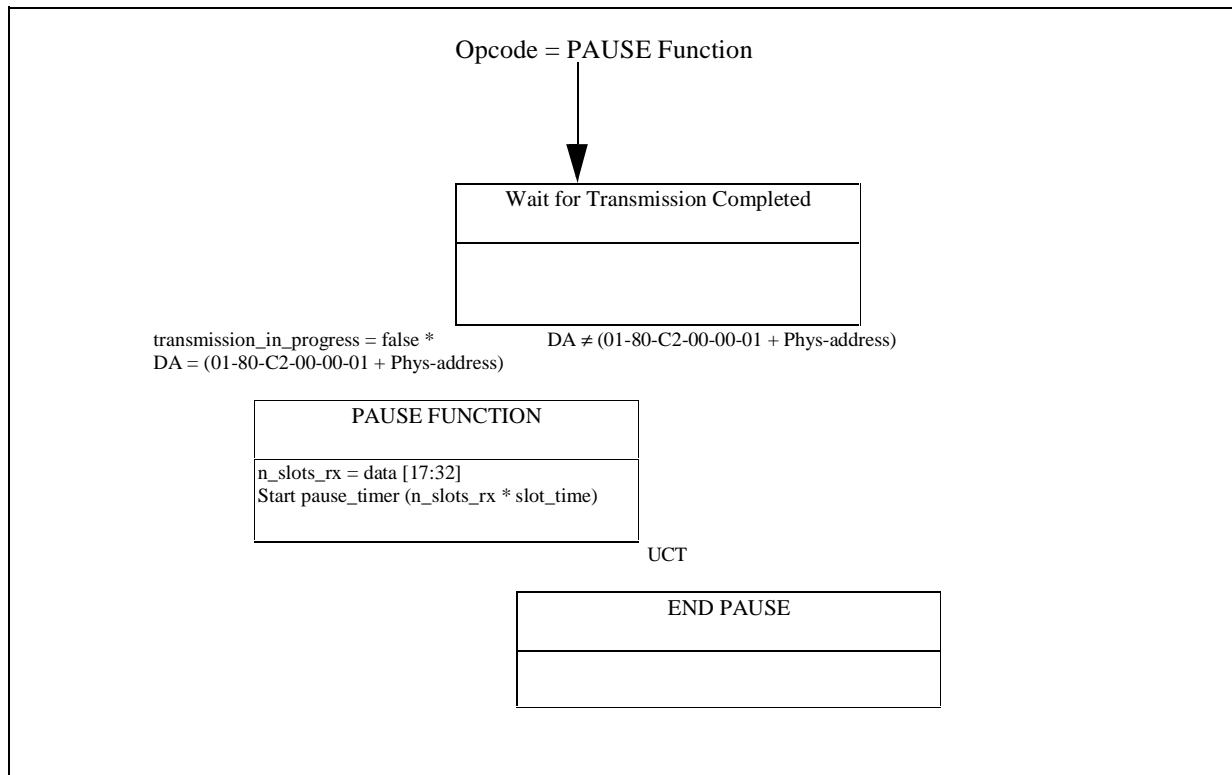 Opcode = PAUSE Function
Wait for Transmission Completed
transmission_in_progress = false *
DA = (01-80-C2-00-00-01 + Phys-address)
DA ≠ (01-80-C2-00-00-01 + Phys-address)
PAUSE FUNCTION
n_slots_rx = data [17:32]
Start pause_timer (n_slots_rx * slot_time)
UCT
END PAUSE